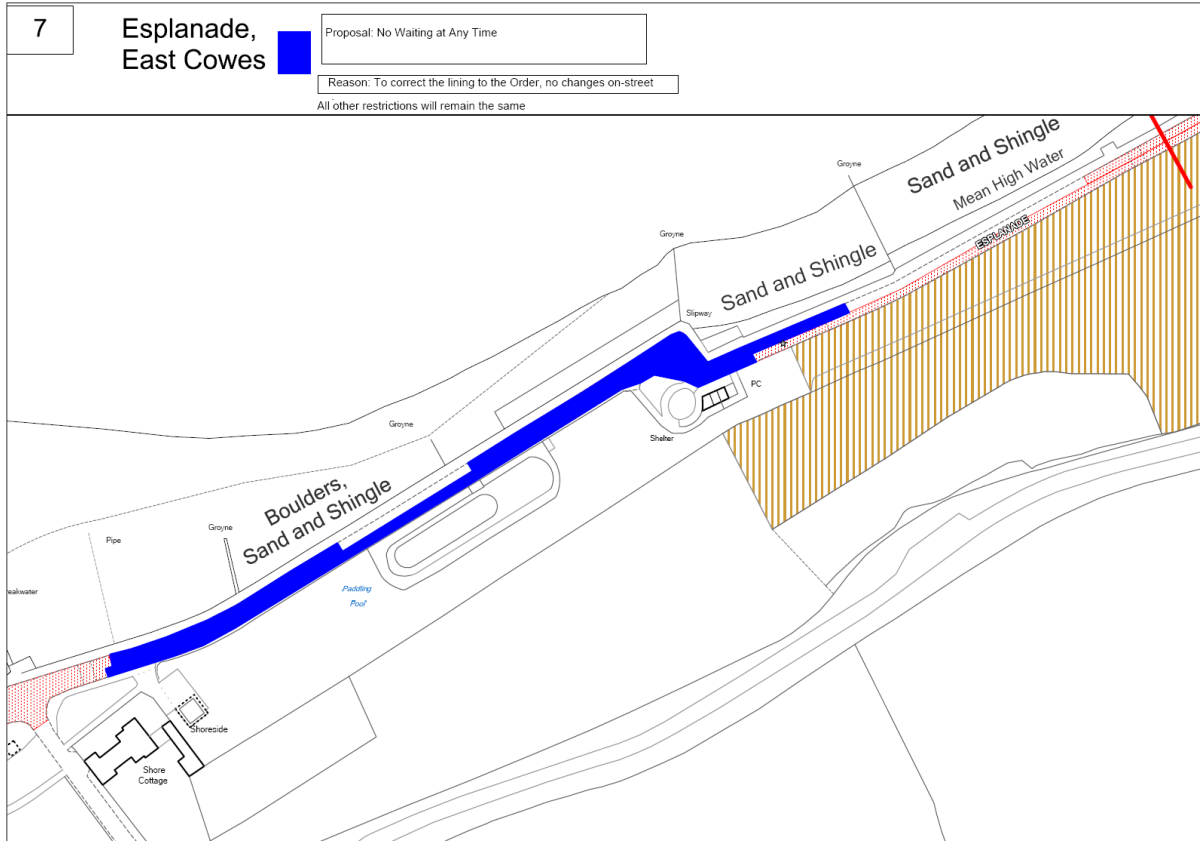 7
Esplanade,
East Cowes
Proposal: No Waiting at Any Time
Reason: To correct the lining to the Order, no changes on-street
All other restrictions will remain the same
Sand and Shingle
Mean High Water
Groyne
ESPLANADE
Groyne
Sand and Shingle
Slipway
PC
Shelter
Groyne
Boulders,
Sand and Shingle
Groyne
Pipe
reakwater
Paddling
Pool
Shoreside
Shore
Cottage